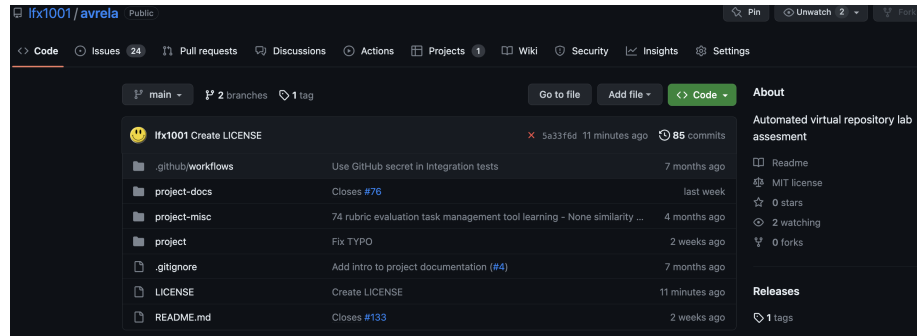 lfx1001 / avrela Public
Pin Unwatch 2 Fork
Code Issues 24 Pull requests Discussions Actions Projects 1 Wiki Security Insights Settings
main 2 branches 1 tag Go to file Add file Code
lfx1001 Create LICENSE 5a33f6d 11 minutes ago 85 commits
.github/workflows Use GitHub secret in Integration tests 7 months ago
project-docs Closes #76 last week
project-misc 74 rubric evaluation task management tool learning - None similarity ... 4 months ago
project Fix TYPO 2 weeks ago
.gitignore Add intro to project documentation (#4) 7 months ago
LICENSE Create LICENSE 11 minutes ago
README.md Closes #133 2 weeks ago
About
Automated virtual repository lab
assesment
Readme
MIT license
0 stars
2 watching
0 forks
Releases
1 tags